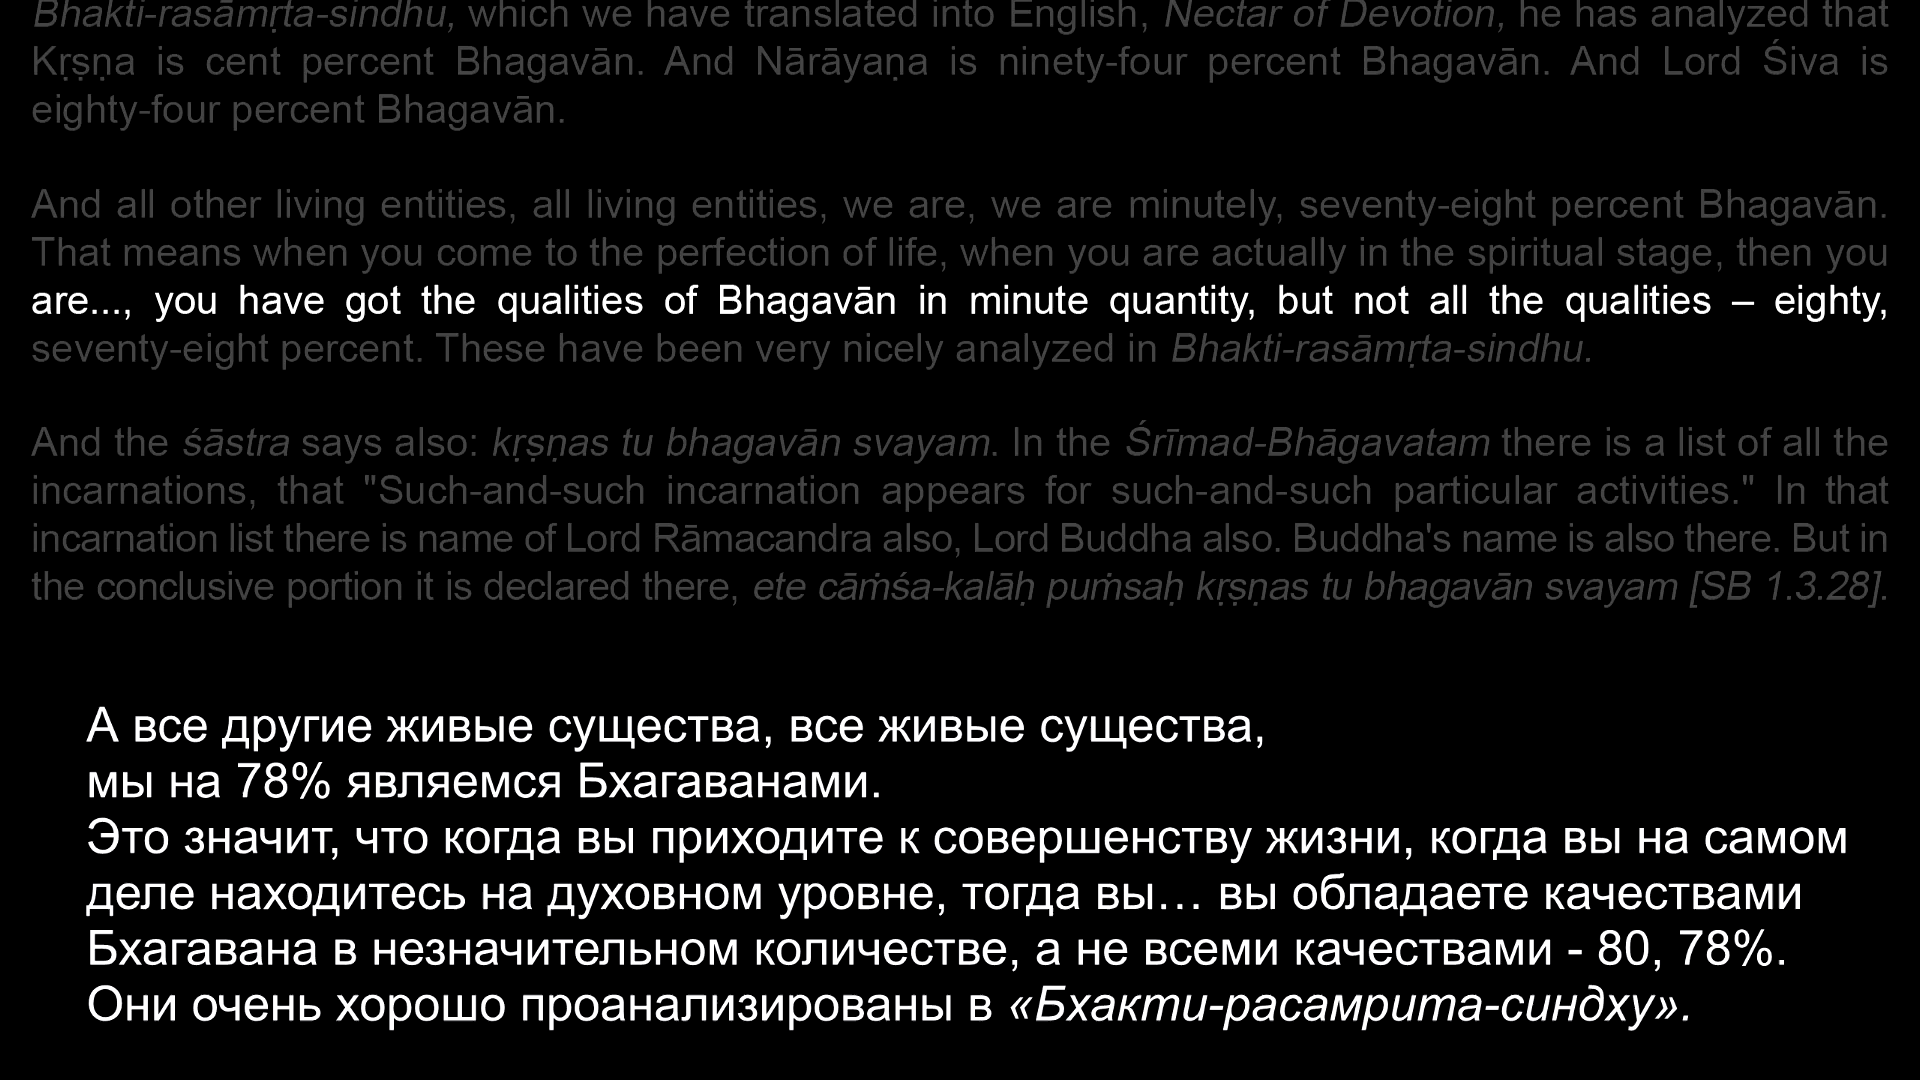 Bhakti-rasāmṛta-sindhu, which we have translated into English, Nectar of Devotion, he has analyzed that
Kṛṣṇa is cent percent Bhagavān. And Nārāyaṇa is ninety-four percent Bhagavān. And Lord Śiva is
eighty-four percent Bhagavān.
And all other living entities, all living entities, we are, we are minutely, seventy-eight percent Bhagavān.
That means when you come to the perfection of life, when you are actually in the spiritual stage, then you
are..., you have got the qualities of Bhagavān in minute quantity, but not all the qualities – eighty,
seventy-eight percent. These have been very nicely analyzed in Bhakti-rasāmṛta-sindhu.
And the śāstra says also: kṛṣṇas tu bhagavān svayam. In the Śrīmad-Bhāgavatam there is a list of all the
incarnations, that "Such-and-such incarnation appears for such-and-such particular activities." In that
incarnation list there is name of Lord Rāmacandra also, Lord Buddha also. Buddha's name is also there. But in
the conclusive portion it is declared there, ete cāṁśa-kalāḥ puṁsaḥ kṛṣṇas tu bhagavān svayam [SB 1.3.28].
А все другие живые существа, все живые существа,
мы на 78% являемся Бхагаванами.
Это значит, что когда вы приходите к совершенству жизни, когда вы на самом
деле находитесь на духовном уровне, тогда вы… вы обладаете качествами
Бхагавана в незначительном количестве, а не всеми качествами - 80, 78%.
Они очень хорошо проанализированы в «Бхакти-расамрита-синдху».